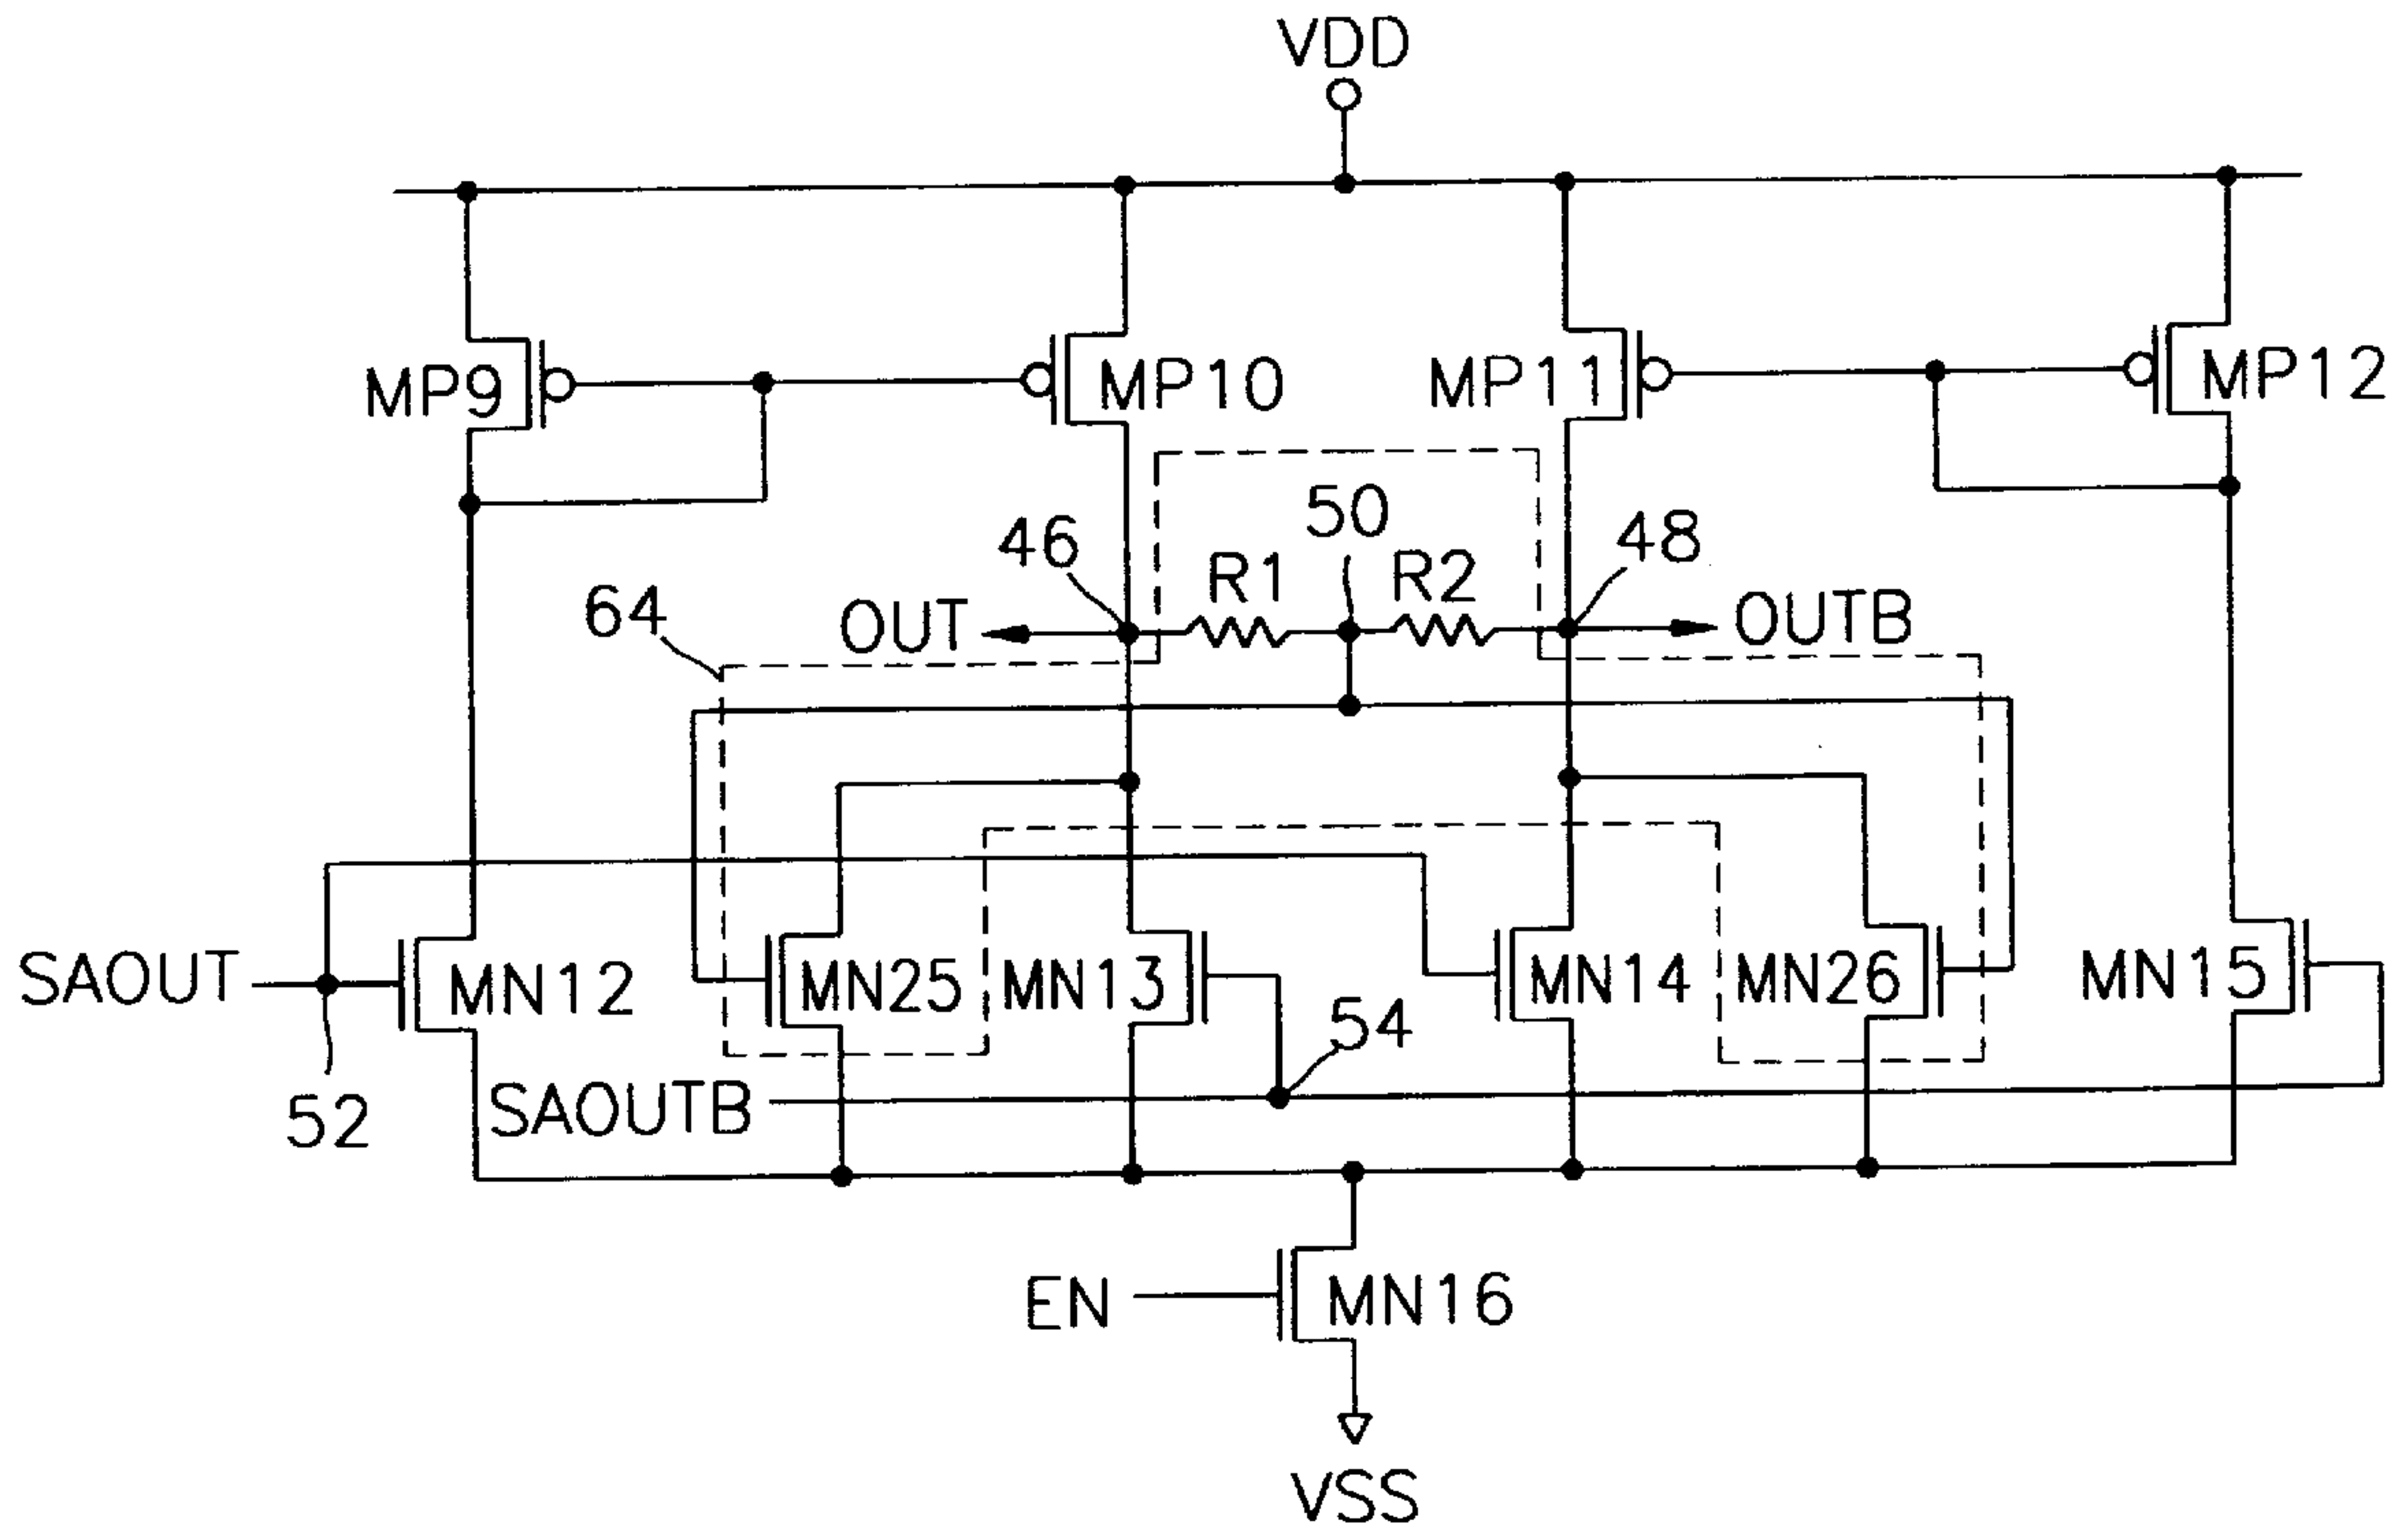 VDD
MP9
MP10
MP11
MP12
50
46
48
R1
R2
64
OUT
OUTB
SAOUT
MN12
MN25
MN13
MN14
MN26
MN15
54
52
SAOUTB
EN
MN16
VSS